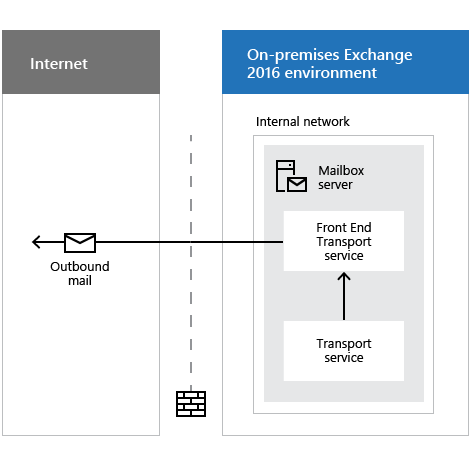 Internet
On-premises Exchange
2016 environment
Internal network
Mailbox
server
Front End
Transport
service
Outbound
mail
Transport
service